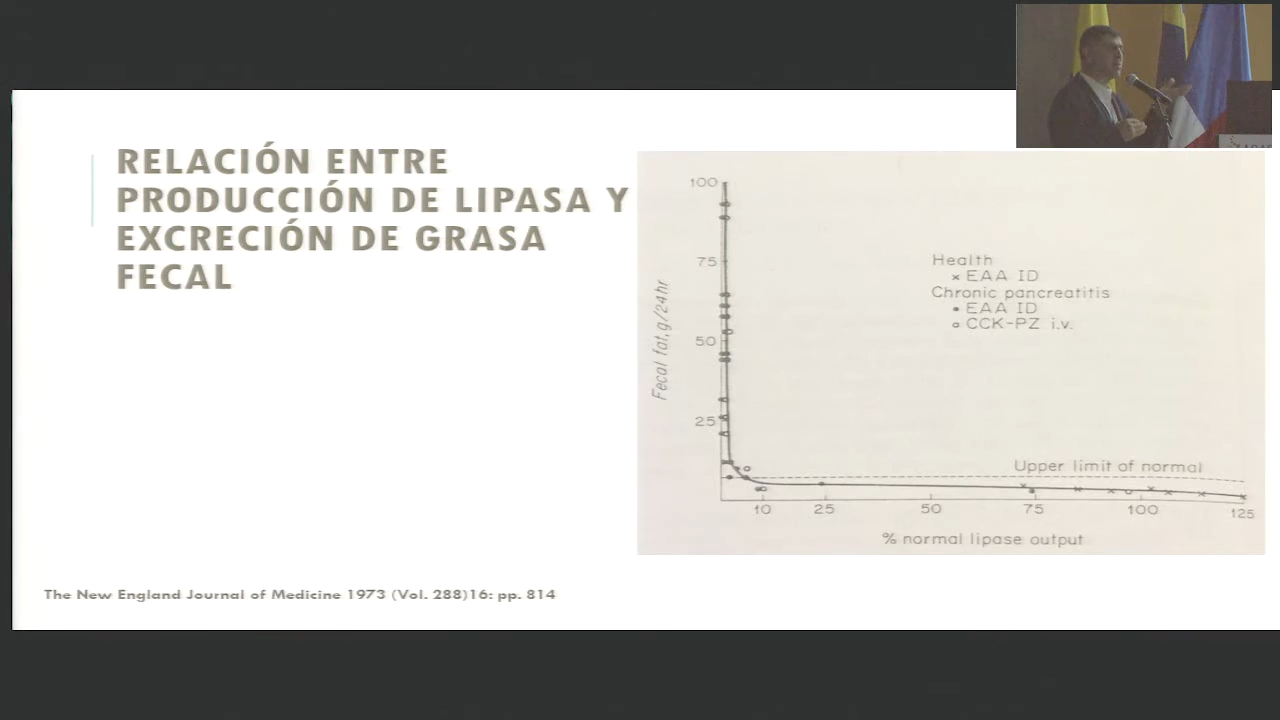 RELACIÓN ENTRE
PRODUCCIÓN DE LIPASA Y
EXCRECIÓN DE GRASA
FECAL
100
75
50
25
Fecal fat, g/24hr
Health
× EAA ID
Chronic pancreatitis
• EAA ID
o CCK-PZ i.v.
Upper limit of normal
10 25 50 75 100 125
% normal lipase output
The New England Journal of Medicine 1973 (Vol. 288)16: pp. 814